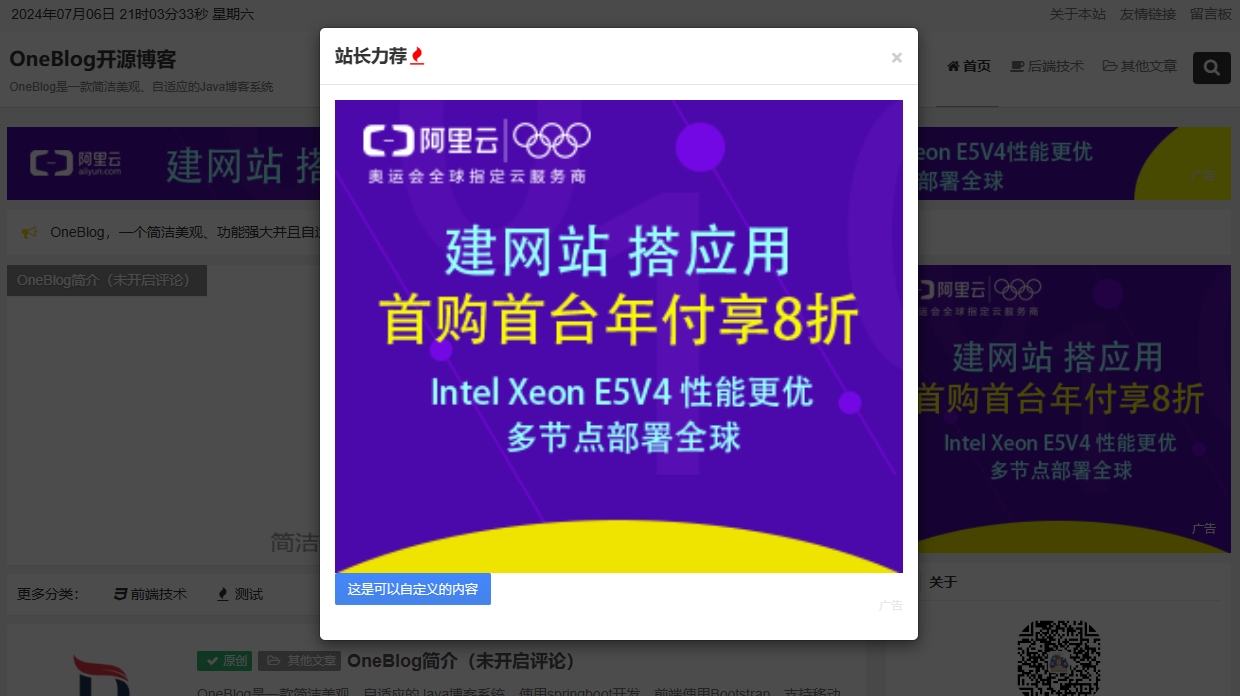 2024年07月06日 21时03分33秒 星期六
关于本站 友情链接 留言板
OneBlog开源博客
OneBlog是一款简洁美观、自适应的Java博客系统
首页 后端技术 其他文章
站长力荐
×
阿里云
奥运会全球指定云服务商
建网站 搭应用
首购首台年付享8折
Intel Xeon E5V4 性能更优
多节点部署全球
这是可以自定义的内容
广告
阿里云
aliyun.com
建网站 搭
eon E5V4性能更优
部署全球
广告
OneBlog，一个简洁美观、功能强大并且自适
OneBlog简介（未开启评论）
简洁
阿里云
运会全球指定云服务商
建网站 搭应用
首购首台年付享8折
Intel Xeon E5V4 性能更优
多节点部署全球
广告
更多分类： 前端技术 测试
关于
原创 其他文章 OneBlog简介（未开启评论）
OneBlog是一款简洁美观、自适应的Java博客系统。使用springboot开发，前端使用Bootstrap。支持移动